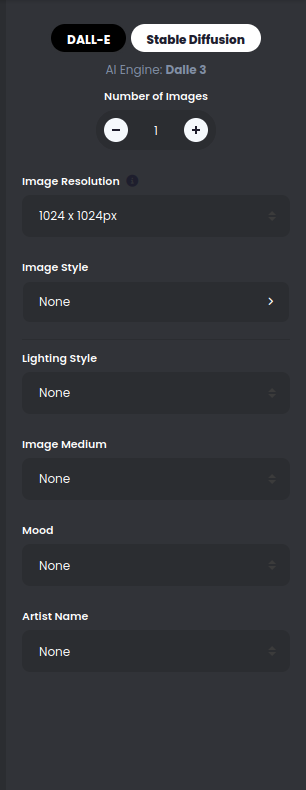 DALL-E Stable Diffusion
AI Engine: Dalle 3
Number of Images
1
Image Resolution
1024 x 1024px
Image Style
None
Lighting Style
None
Image Medium
None
Mood
None
Artist Name
None